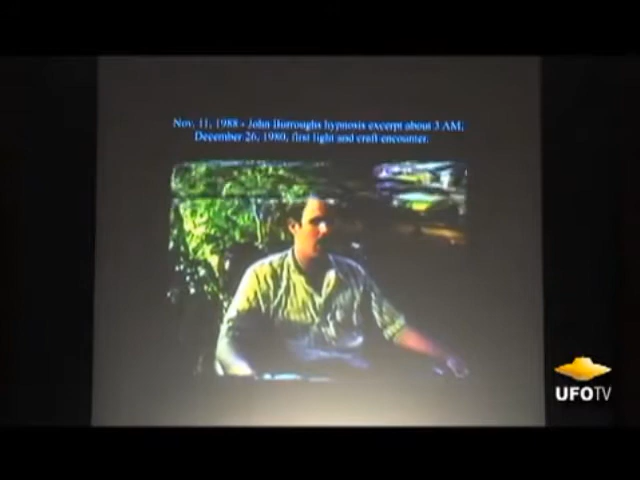 Nov. 11, 1988 - John Burroughs hypnosis excerpt about 3 AM,
December 26, 1980, first light and craft encounter.
UFOTV